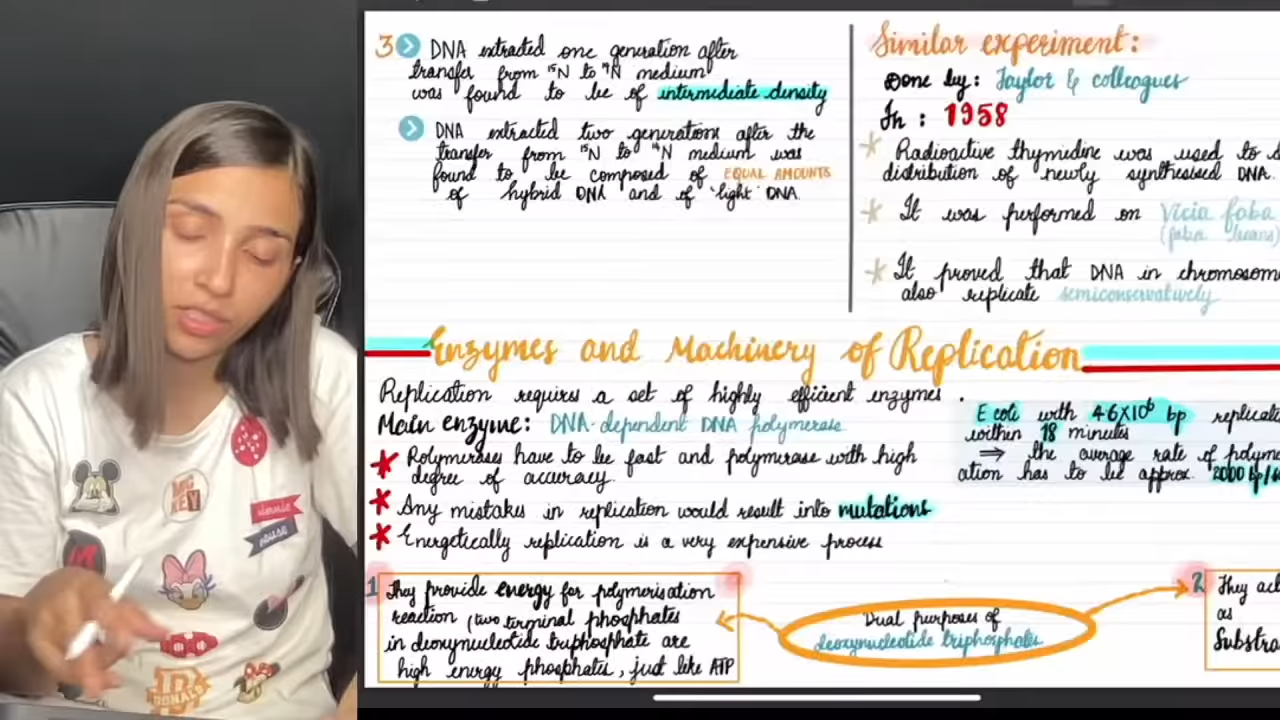 3 DNA extracted one generation after
transfer from ¹⁵N to ¹⁴N medium
was found to be of intermediate density
DNA extracted two generations after the
transfer from ¹⁵N to ¹⁴N medium was
found to be composed of EQUAL AMOUNTS
of hybrid DNA and of 'light' DNA.
Similar experiment:
Done by: Taylor & colleagues
In : 1958
Radioactive thymidine was used to
distribution of newly synthesised DNA.
It was performed on Vicia faba
(faba beans)
It proved that DNA in chromosome
also replicate semiconservatively
Enzymes and Machinery of Replication
Replication requires a set of highly efficient enzymes.
Main enzyme: DNA-dependent DNA polymerase
Polymerases have to be fast and polymerase with high
degree of accuracy.
Any mistakes in replication would result into mutations
Energetically replication is a very expensive process
E coli with 4.6X10⁶ bp replicati
within 18 minutes
⇒ the average rate of polyme
ation has to be approx. 2000 bp/s
1 They provide energy for polymerisation
reaction (two terminal phosphates
in deoxynucleotide triphosphate are
high energy phosphates, just like ATP
Dual purposes of
deoxynucleotide triphosphates
2 They act
as
Substra
MC
KEY
minnie
mouse
DONALD